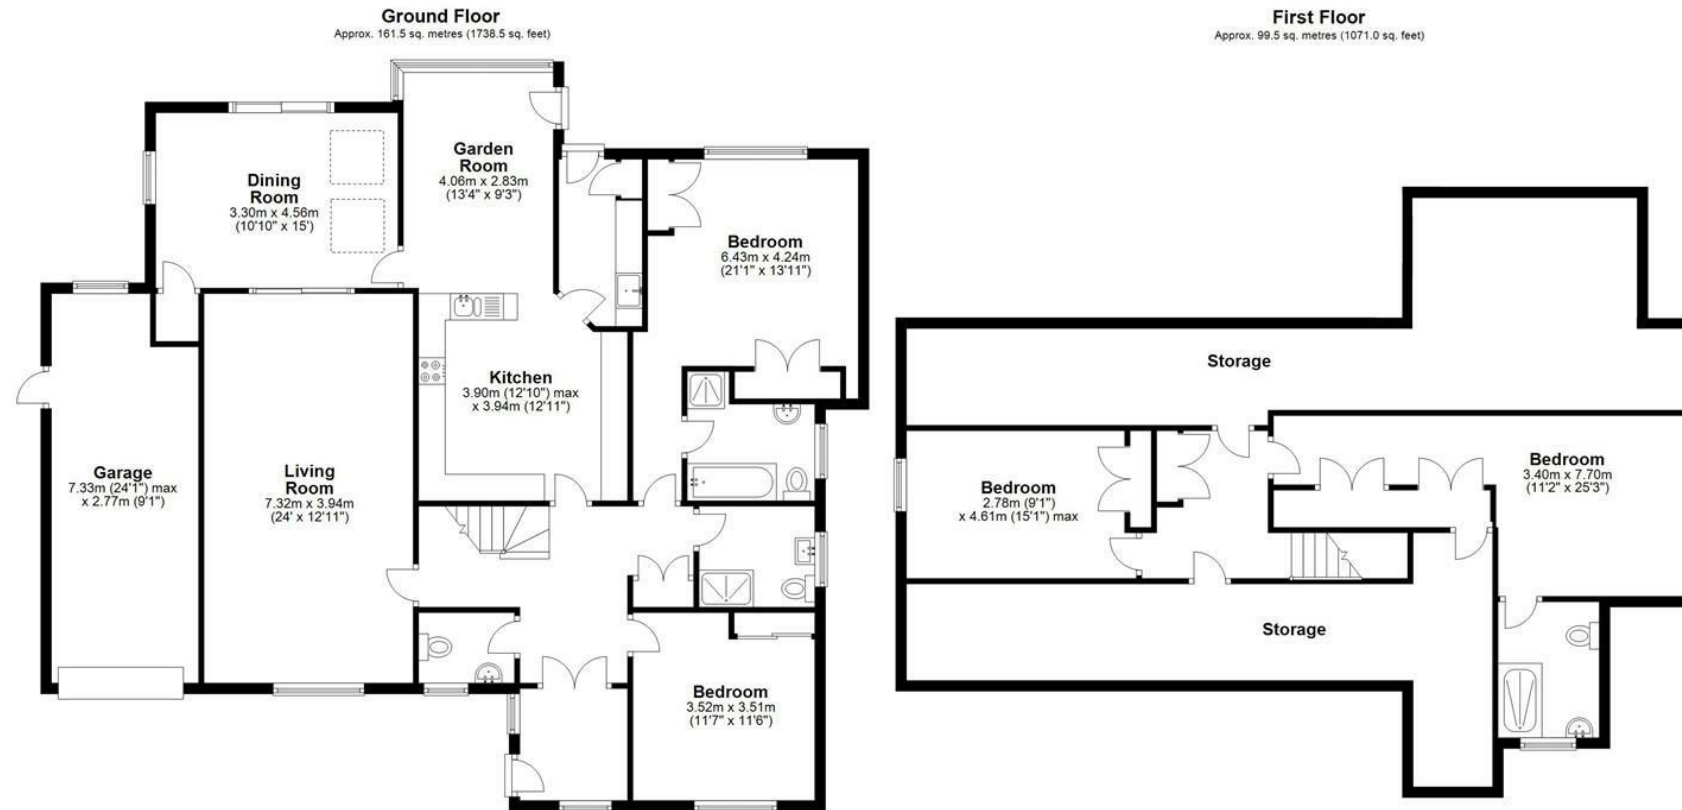 Ground Floor
Approx. 161.5 sq. metres (1738.5 sq. feet)
First Floor
Approx. 99.5 sq. metres (1071.0 sq. feet)
Garden
Room
4.06m x 2.83m
(13'4" x 9'3")
Dining
Room
3.30m x 4.56m
(10'10" x 15')
Bedroom
6.43m x 4.24m
(21'1" x 13'11")
Kitchen
3.90m (12'10") max
x 3.94m (12'11")
Garage
7.33m (24'1") max
x 2.77m (9'1")
Living
Room
7.32m x 3.94m
(24' x 12'11")
Bedroom
3.52m x 3.51m
(11'7" x 11'6")
Storage
Bedroom
2.78m (9'1")
x 4.61m (15'1") max
Bedroom
3.40m x 7.70m
(11'2" x 25'3")
Storage